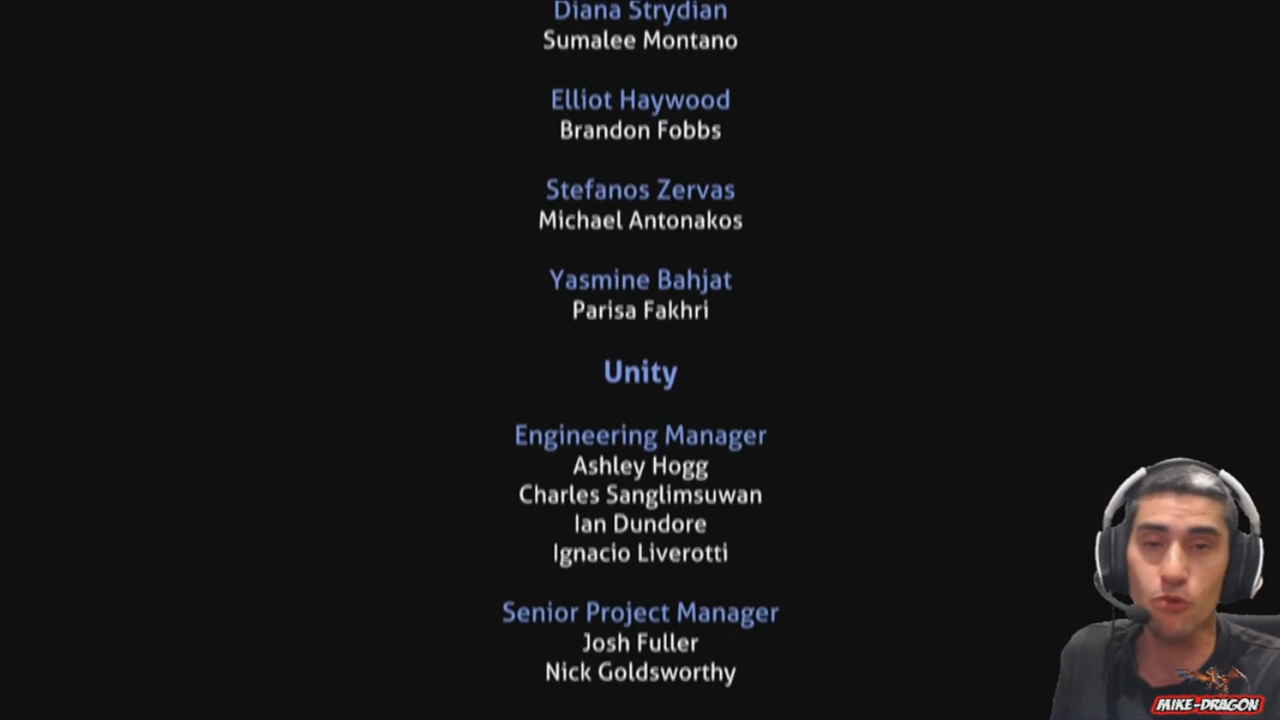 Diana Strydian
Sumalee Montano
Elliot Haywood
Brandon Fobbs
Stefanos Zervas
Michael Antonakos
Yasmine Bahjat
Parisa Fakhri
Unity
Engineering Manager
Ashley Hogg
Charles Sanglimsuwan
Ian Dundore
Ignacio Liverotti
Senior Project Manager
Josh Fuller
Nick Goldsworthy
MIKE-DRAGON